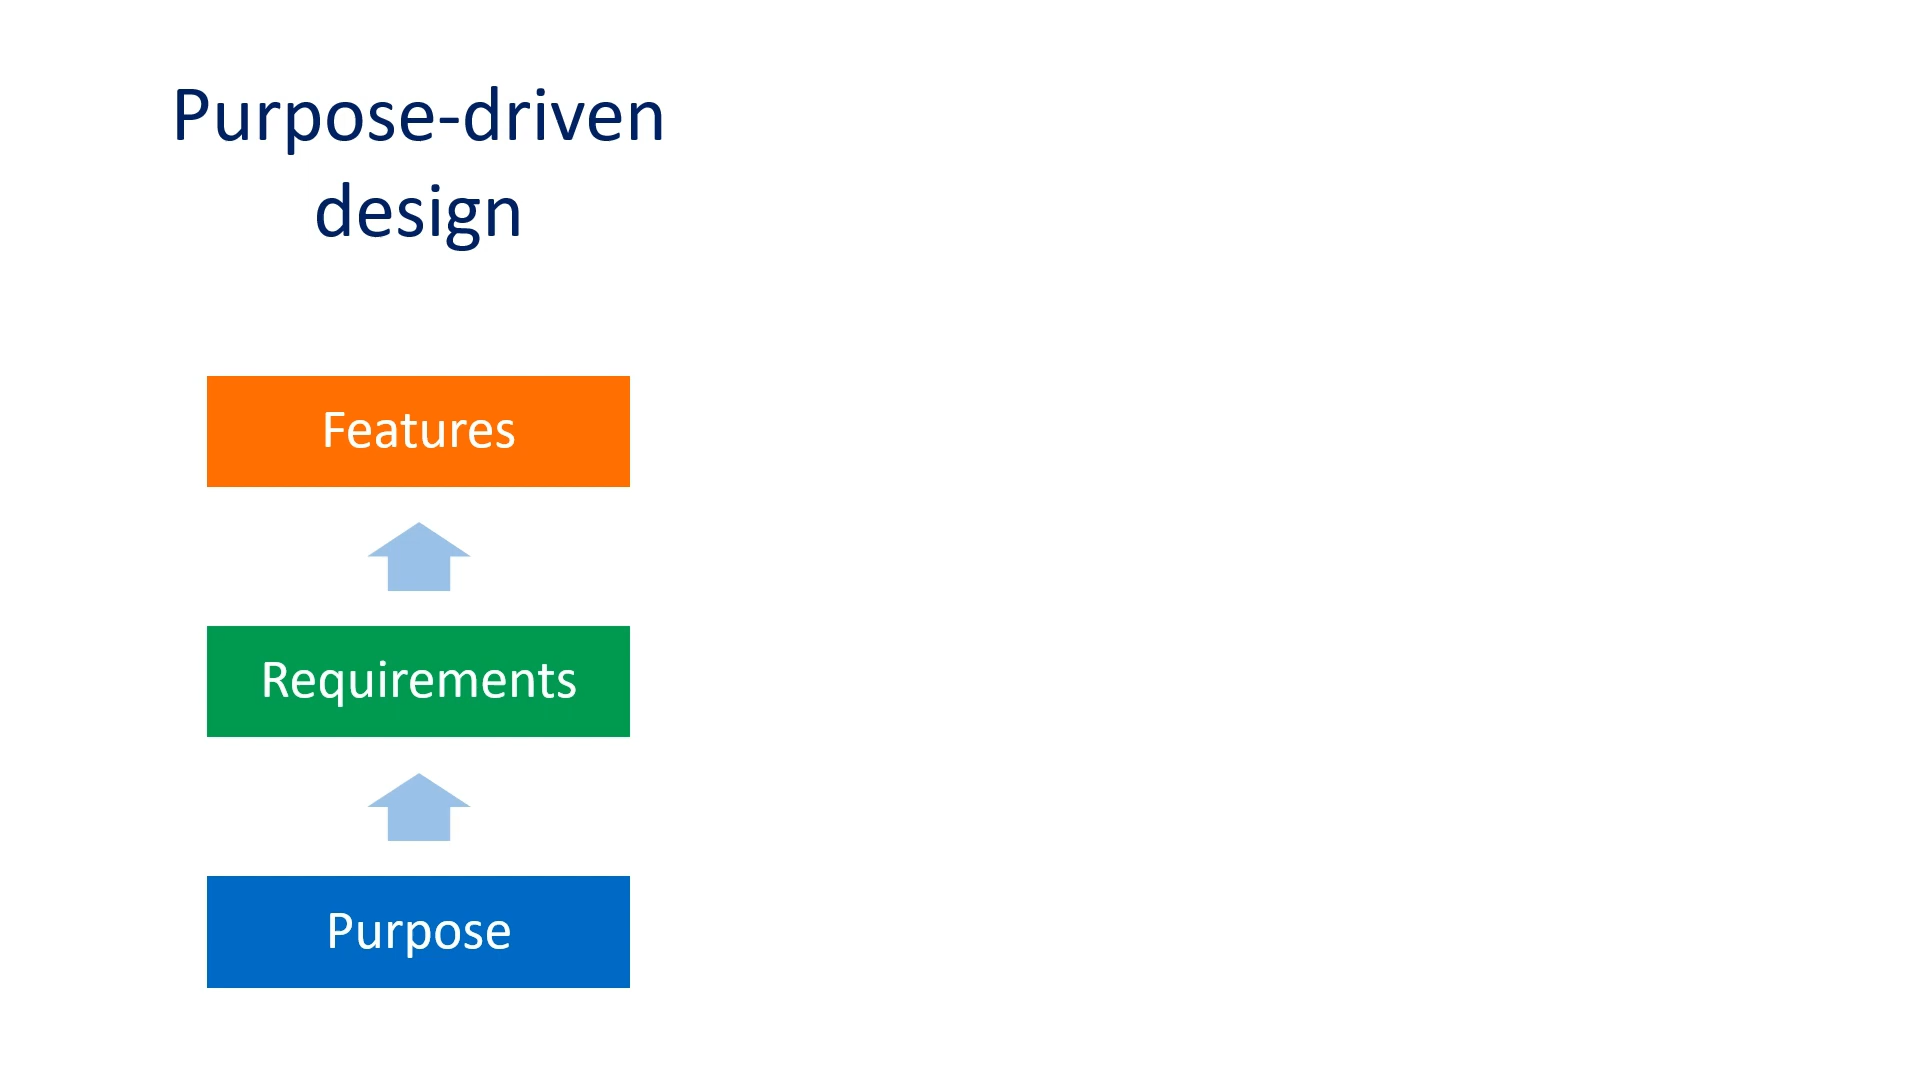 Purpose-driven
design
Features
Requirements
Purpose